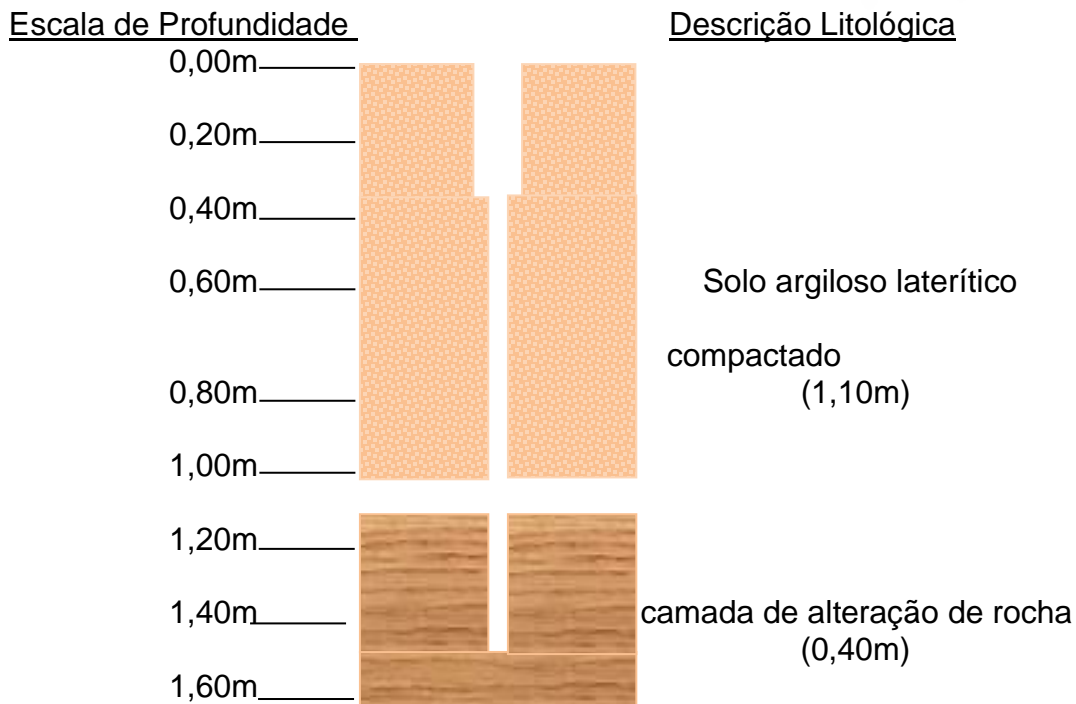 Escala de Profundidade
Descrição Litológica
0,00m
0,20m
0,40m
0,60m
Solo argiloso laterítico
compactado
0,80m
(1,10m)
1,00m
1,20m
1,40m
camada de alteração de rocha
(0,40m)
1,60m